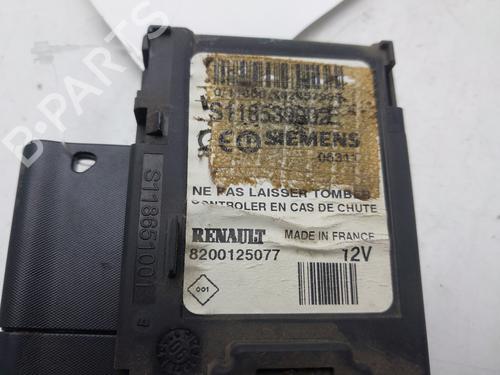 SIEMENS
NE PAS LAISSER TOMBER
CONTROLER EN CAS DE CHUTE
RENAULT MADE IN FRANCE
8200125077 12V
001
S118651001
B-Parts